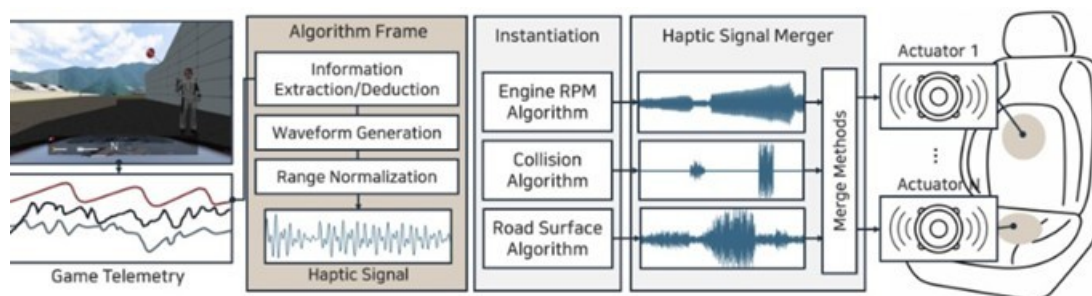 Game Telemetry
Algorithm Frame
Information
Extraction/Deduction
Waveform Generation
Range Normalization
Haptic Signal
Instantiation
Engine RPM
Algorithm
Collision
Algorithm
Road Surface
Algorithm
Haptic Signal Merger
Merge Methods
Actuator 1
...
Actuator N